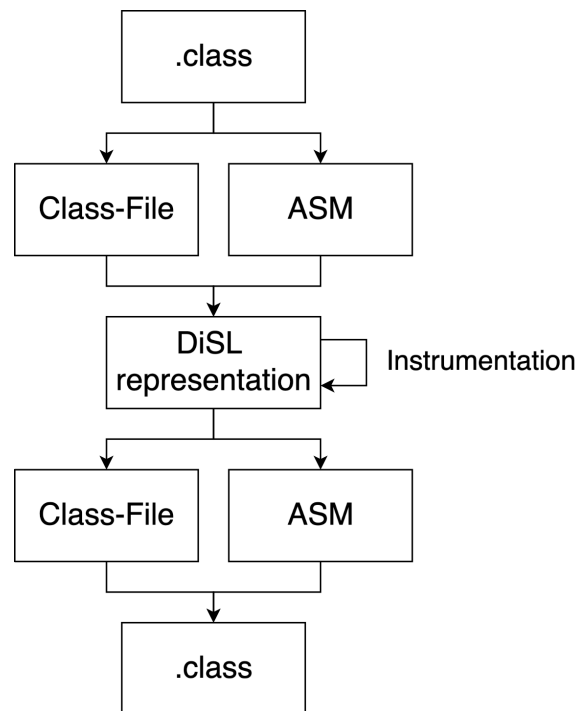 .class
Class-File
ASM
DiSL
representation
Instrumentation
Class-File
ASM
.class